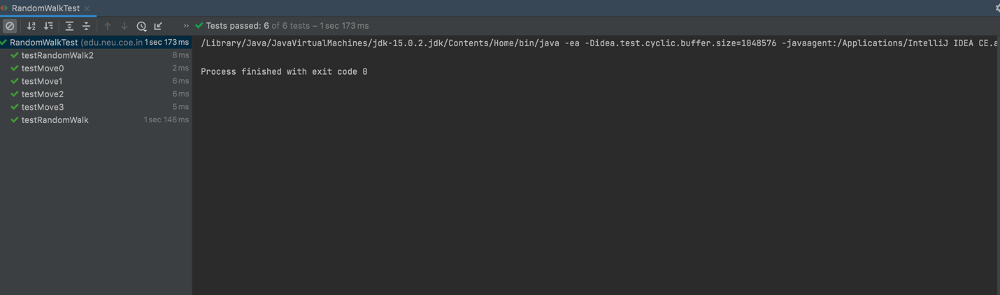 RandomWalkTest
Tests passed: 6 of 6 tests – 1 sec 173 ms
RandomWalkTest (edu.neu.coe.in 1 sec 173 ms
testRandomWalk2 8 ms
testMove0 2 ms
testMove1 6 ms
testMove2 6 ms
testMove3 5 ms
testRandomWalk 1 sec 146 ms
/Library/Java/JavaVirtualMachines/jdk-15.0.2.jdk/Contents/Home/bin/java -ea -Didea.test.cyclic.buffer.size=1048576 -javaagent:/Applications/IntelliJ IDEA CE.a
Process finished with exit code 0